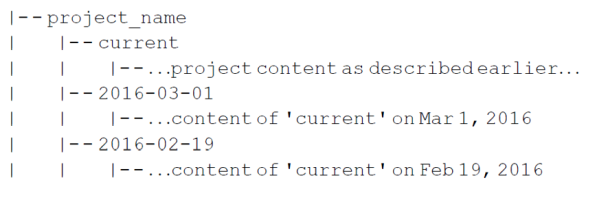 |--project_name
|   |--current
|   |   |--...project content as described earlier...
|   |--2016-03-01
|   |   |--...content of 'current' on Mar 1, 2016
|   |--2016-02-19
|   |   |--...content of 'current' on Feb 19, 2016